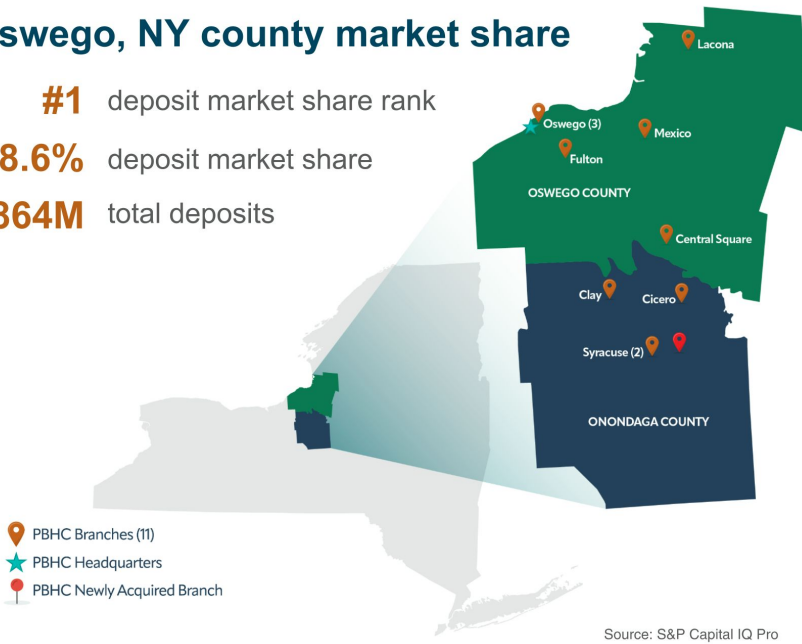 swego, NY county market share
#1 deposit market share rank
8.6% deposit market share
864M total deposits
Lacona
Oswego (3)
Mexico
Fulton
OSWEGO COUNTY
Central Square
Clay
Cicero
Syracuse (2)
ONONDAGA COUNTY
PBHC Branches (11)
PBHC Headquarters
PBHC Newly Acquired Branch
Source: S&P Capital IQ Pro